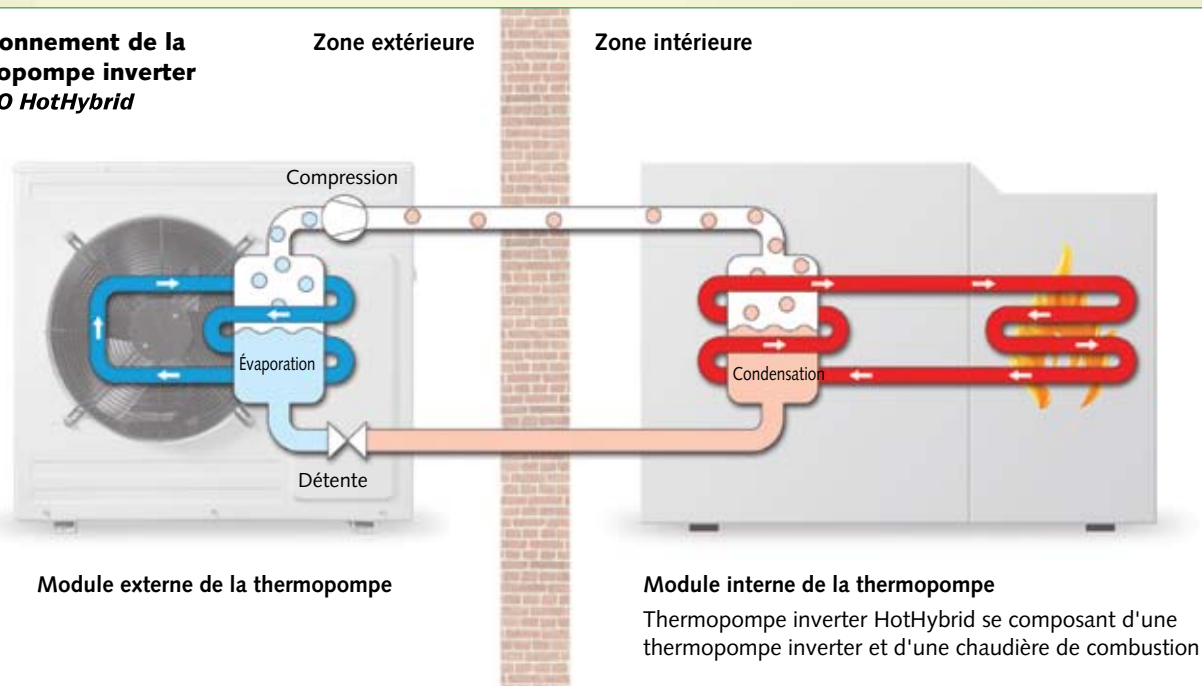 onnement de la
opompe inverter
O HotHybrid
Zone extérieure
Zone intérieure
Compression
Évaporation
Condensation
Détente
Module externe de la thermopompe
Module interne de la thermopompe
Thermopompe inverter HotHybrid se composant d'une
thermopompe inverter et d'une chaudière de combustion